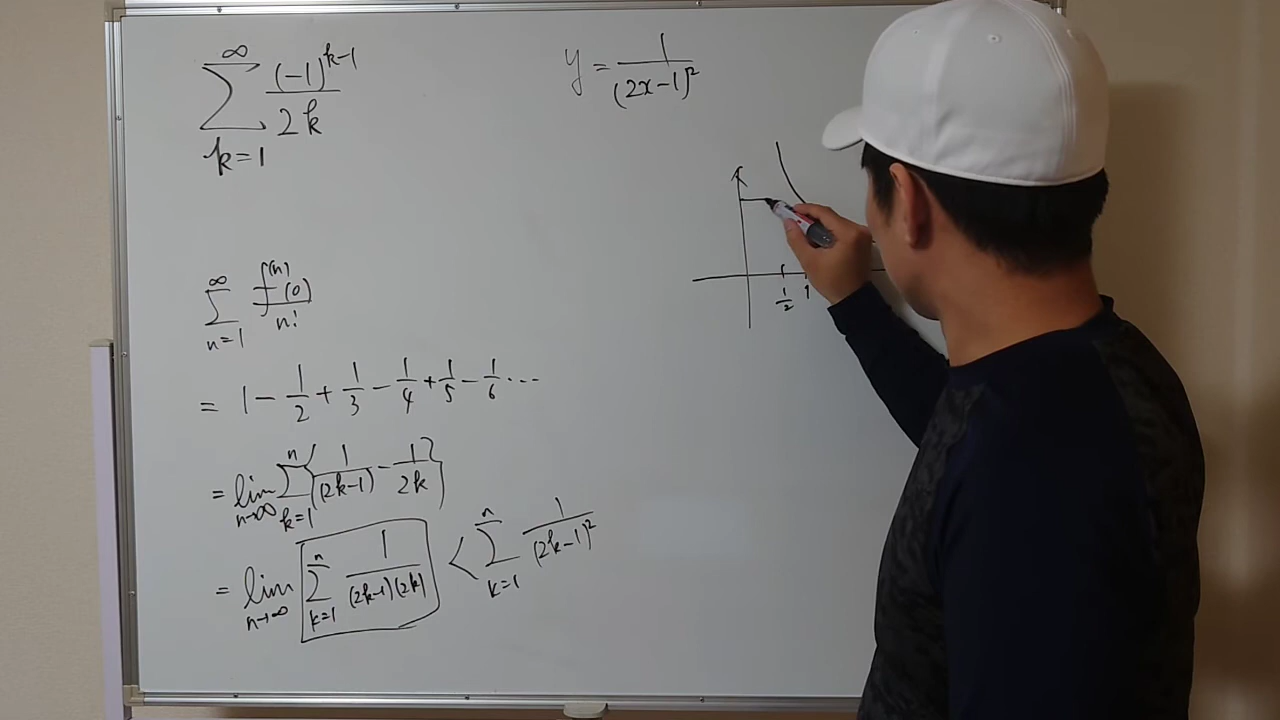 ∑_{k=1}^{∞} (-1)^{k-1}/2k
y = 1/(2x-1)²
1/2 1
∑_{n=1}^{∞} f^{(n)}(0)/n!
= 1 - 1/2 + 1/3 - 1/4 + 1/5 - 1/6 ...
= lim_{n→∞} ∑_{k=1}^{n} { 1/(2k-1) - 1/2k }
= lim_{n→∞} ∑_{k=1}^{n} 1/(2k-1)(2k) < ∑_{k=1}^{n} 1/(2k-1)²